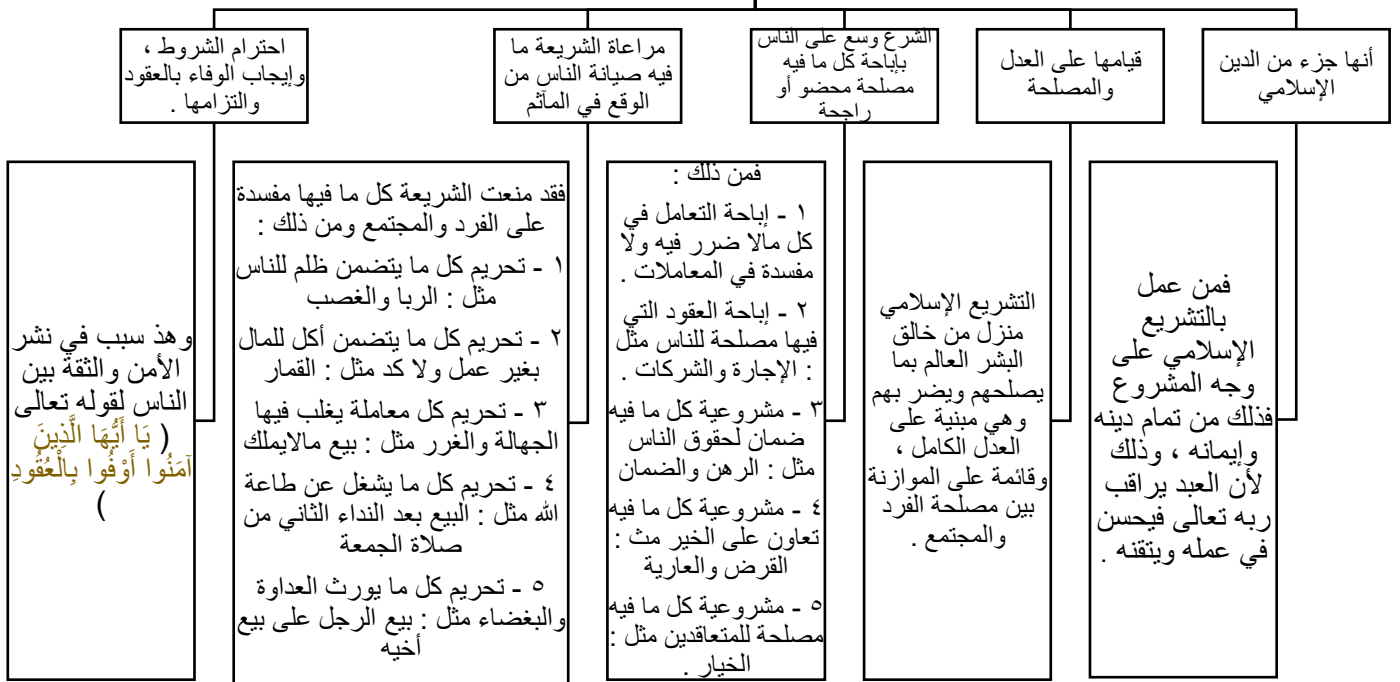 أنها جزء من الدين
الإسلامي
قيامها على العدل
والمصلحة
الشرع وسع على الناس
بإباحة كل ما فيه
مصلحة محضو أو
راجحة
مراعاة الشريعة ما
فيه صيانة الناس من
الوقع في المآثم
احترام الشروط ،
وإيجاب الوفاء بالعقود
والتزامها .
فمن عمل
بالتشريع
الإسلامي على
وجه المشروع
فذلك من تمام دينه
وإيمانه ، وذلك
لأن العبد يراقب
ربه تعالى فيحسن
في عمله ويتقنه .
التشريع الإسلامي
منزل من خالق
البشر العالم بما
يصلحهم ويضر بهم
وهي مبنية على
العدل الكامل ،
وقائمة على الموازنة
بين مصلحة الفرد
والمجتمع .
فمن ذلك :
١ - إباحة التعامل في
كل مالا ضرر فيه ولا
مفسدة في المعاملات .
٢ - إباحة العقود التي
فيها مصلحة للناس مثل
: الإجارة والشركات .
٣ - مشروعية كل ما فيه
ضمان لحقوق الناس
مثل : الرهن والضمان
٤ - مشروعية كل ما فيه
تعاون على الخير مث :
القرض والعارية
٥ - مشروعية كل ما فيه
مصلحة للمتعاقدين مثل :
الخيار .
فقد منعت الشريعة كل ما فيها مفسدة
على الفرد والمجتمع ومن ذلك :
١ - تحريم كل ما يتضمن ظلم للناس
مثل : الربا والغصب
٢ - تحريم كل ما يتضمن أكل للمال
بغير عمل ولا كد مثل : القمار
٣ - تحريم كل معاملة يغلب فيها
الجهالة والغرر مثل : بيع مالايملك
٤ - تحريم كل ما يشغل عن طاعة
الله مثل : البيع بعد النداء الثاني من
صلاة الجمعة
٥ - تحريم كل ما يورث العداوة
والبغضاء مثل : بيع الرجل على بيع
أخيه
وهذ سبب في نشر
الأمن والثقة بين
الناس لقوله تعالى
( يَا أَيُّهَا الَّذِينَ
آمَنُوا أَوْفُوا بِالْعُقُودِ
)